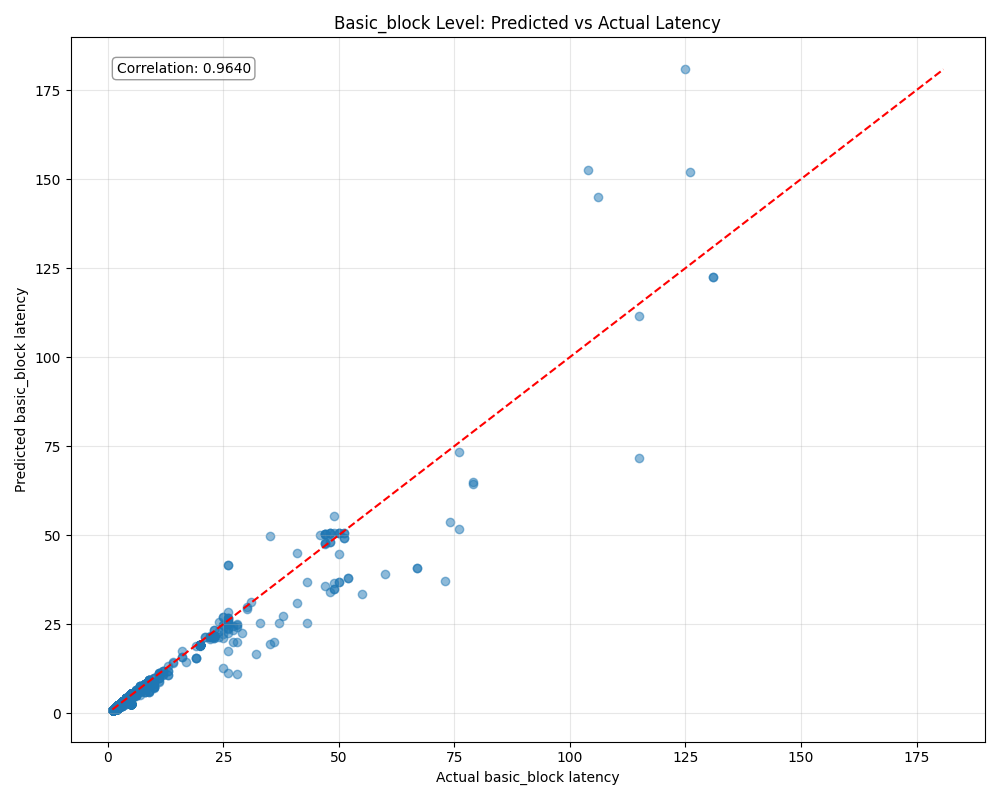 Basic_block Level: Predicted vs Actual Latency
Correlation: 0.9640
Predicted basic_block latency
175
150
125
100
75
50
25
0
0 25 50 75 100 125 150 175
Actual basic_block latency